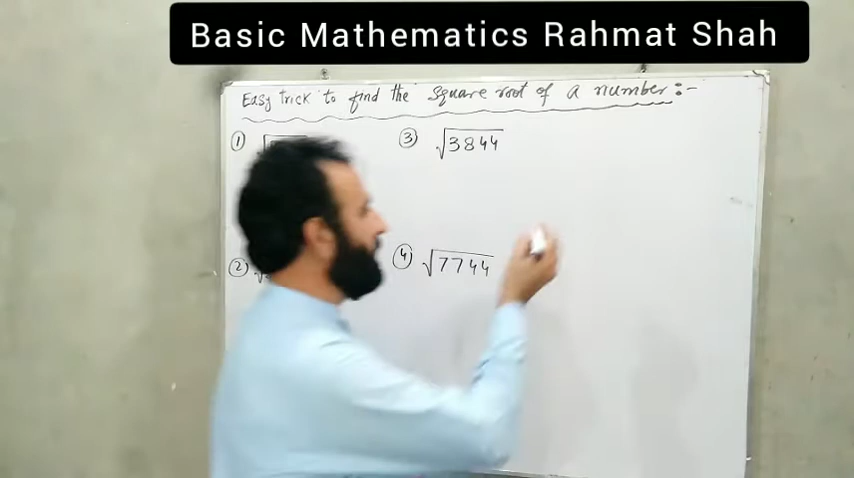 Basic Mathematics Rahmat Shah
Easy Trick to find the square root of a number :-
①
③ √3844
②
④ √7744